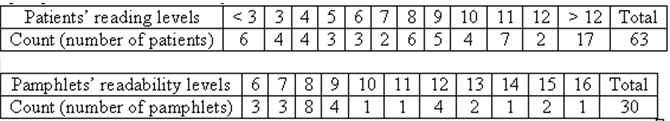 Patients' reading levels < 3 3 4 5 6 7 8 9 10 11 12 > 12 Total
Count (number of patients) 6 4 4 3 3 2 6 5 4 7 2 17 63
Pamphlets' readability levels 6 7 8 9 10 11 12 13 14 15 16 Total
Count (number of pamphlets) 3 3 8 4 1 1 4 2 1 2 1 30